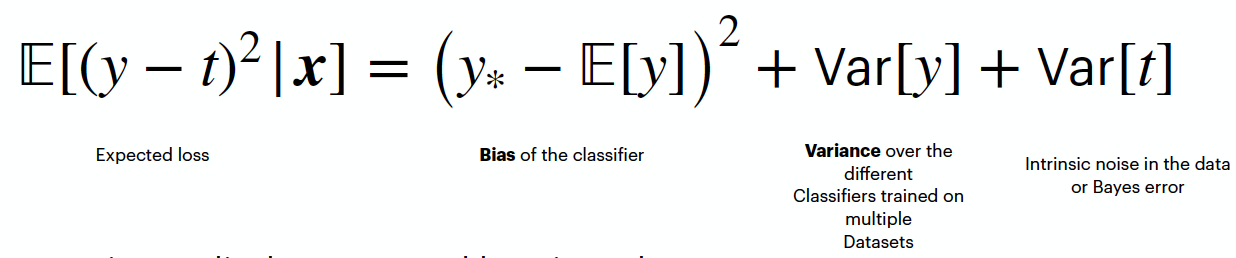 𝔼[(y − t)² | x] = (y∗ − 𝔼[y])² + Var[y] + Var[t]
Expected loss
Bias of the classifier
Variance over the
different
Classifiers trained on
multiple
Datasets
Intrinsic noise in the data
or Bayes error